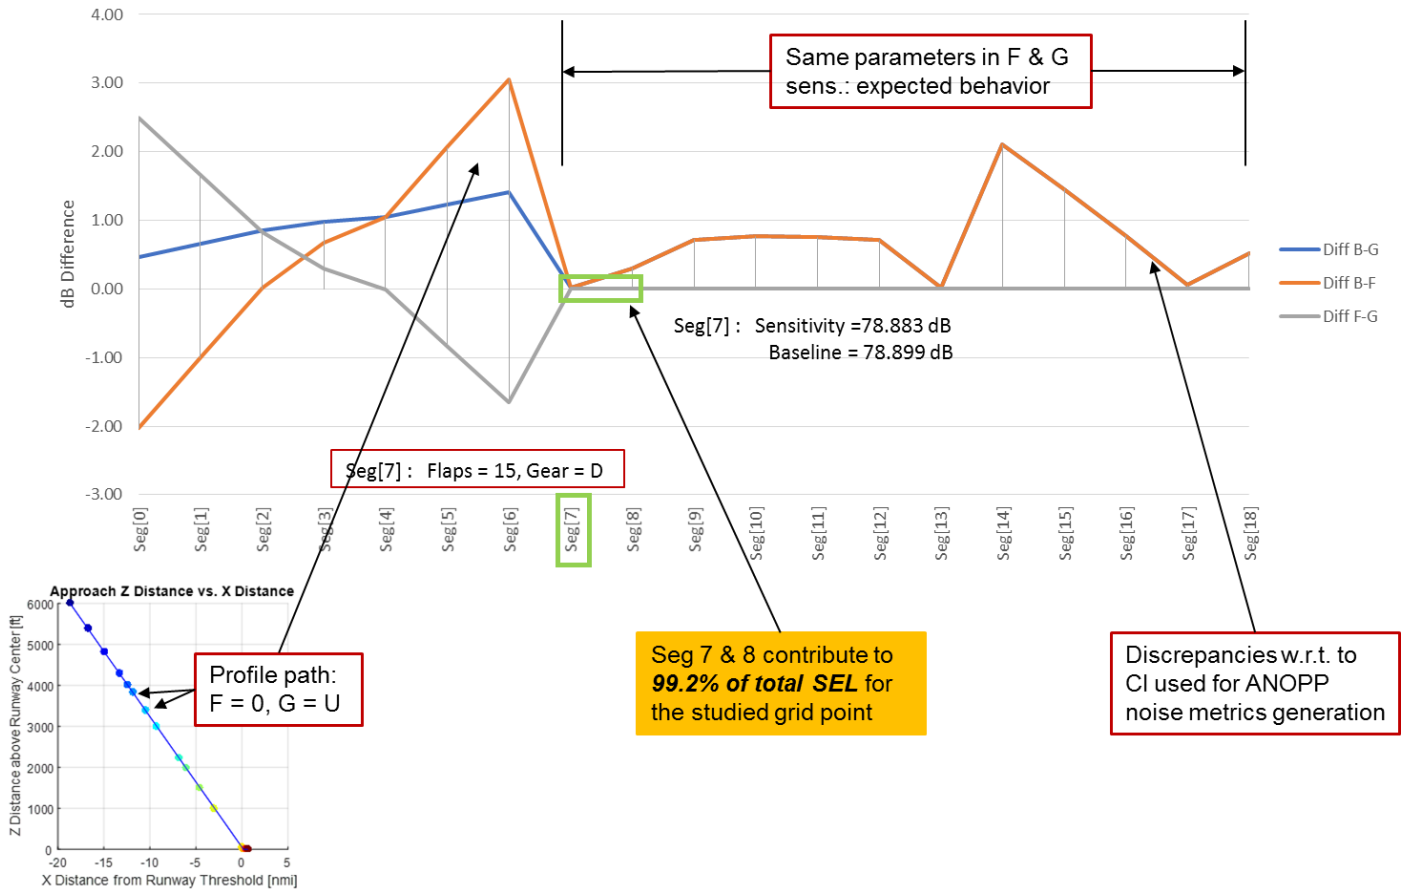 4.00
3.00
2.00
1.00
0.00
-1.00
-2.00
-3.00
dB Difference
Same parameters in F & G
sens.: expected behavior
Diff B-G
Diff B-F
Diff F-G
Seg[7] : Sensitivity =78.883 dB
Baseline = 78.899 dB
Seg[7] : Flaps = 15, Gear = D
Seg[0]
Seg[1]
Seg[2]
Seg[3]
Seg[4]
Seg[5]
Seg[6]
Seg[7]
Seg[8]
Seg[9]
Seg[10]
Seg[11]
Seg[12]
Seg[13]
Seg[14]
Seg[15]
Seg[16]
Seg[17]
Seg[18]
Approach Z Distance vs. X Distance
Z Distance above Runway Center [ft]
6000
5000
4000
3000
2000
1000
0
-20
-15
-10
-5
0
5
X Distance from Runway Threshold [nmi]
Profile path:
F = 0, G = U
Seg 7 & 8 contribute to
99.2% of total SEL for
the studied grid point
Discrepancies w.r.t. to
CI used for ANOPP
noise metrics generation